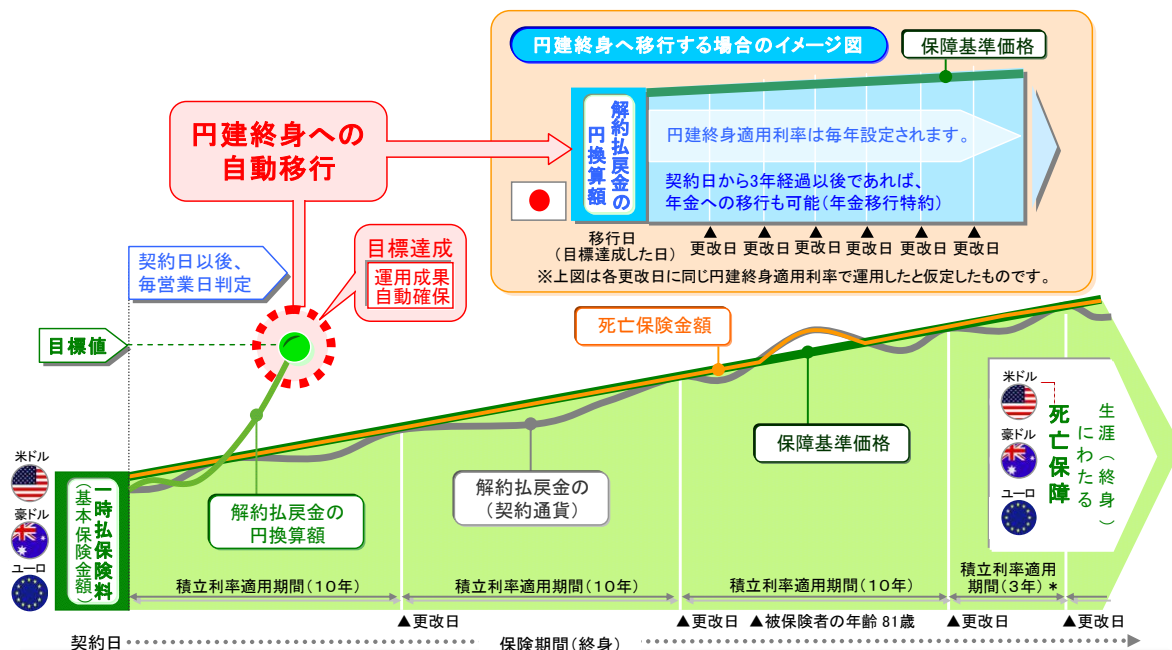 円建終身へ移行する場合のイメージ図
保障基準価格
解約払戻金の
円換算額
円建終身適用利率は毎年設定されます。
契約日から3年経過以後であれば、
年金への移行も可能(年金移行特約)
移行日
(目標達成した日)
▲
更改日
▲
更改日
▲
更改日
▲
更改日
▲
更改日
▲
更改日
※上図は各更改日に同じ円建終身適用利率で運用したと仮定したものです。
円建終身への
自動移行
目標達成
運用成果
自動確保
契約日以後、
毎営業日判定
目標値
死亡保険金額
保障基準価格
解約払戻金の
(契約通貨)
解約払戻金の
円換算額
米ドル
豪ドル
ユーロ
一時払保険料
(基本保険金額)
米ドル
豪ドル
ユーロ
生涯(終身)
にわたる
死亡保障
積立利率適用期間(10年)
積立利率適用期間(10年)
積立利率適用期間(10年)
積立利率適用
期間(3年)*
▲更改日
▲更改日
▲被保険者の年齢 81歳
▲更改日
▲更改日
契約日
保険期間(終身)